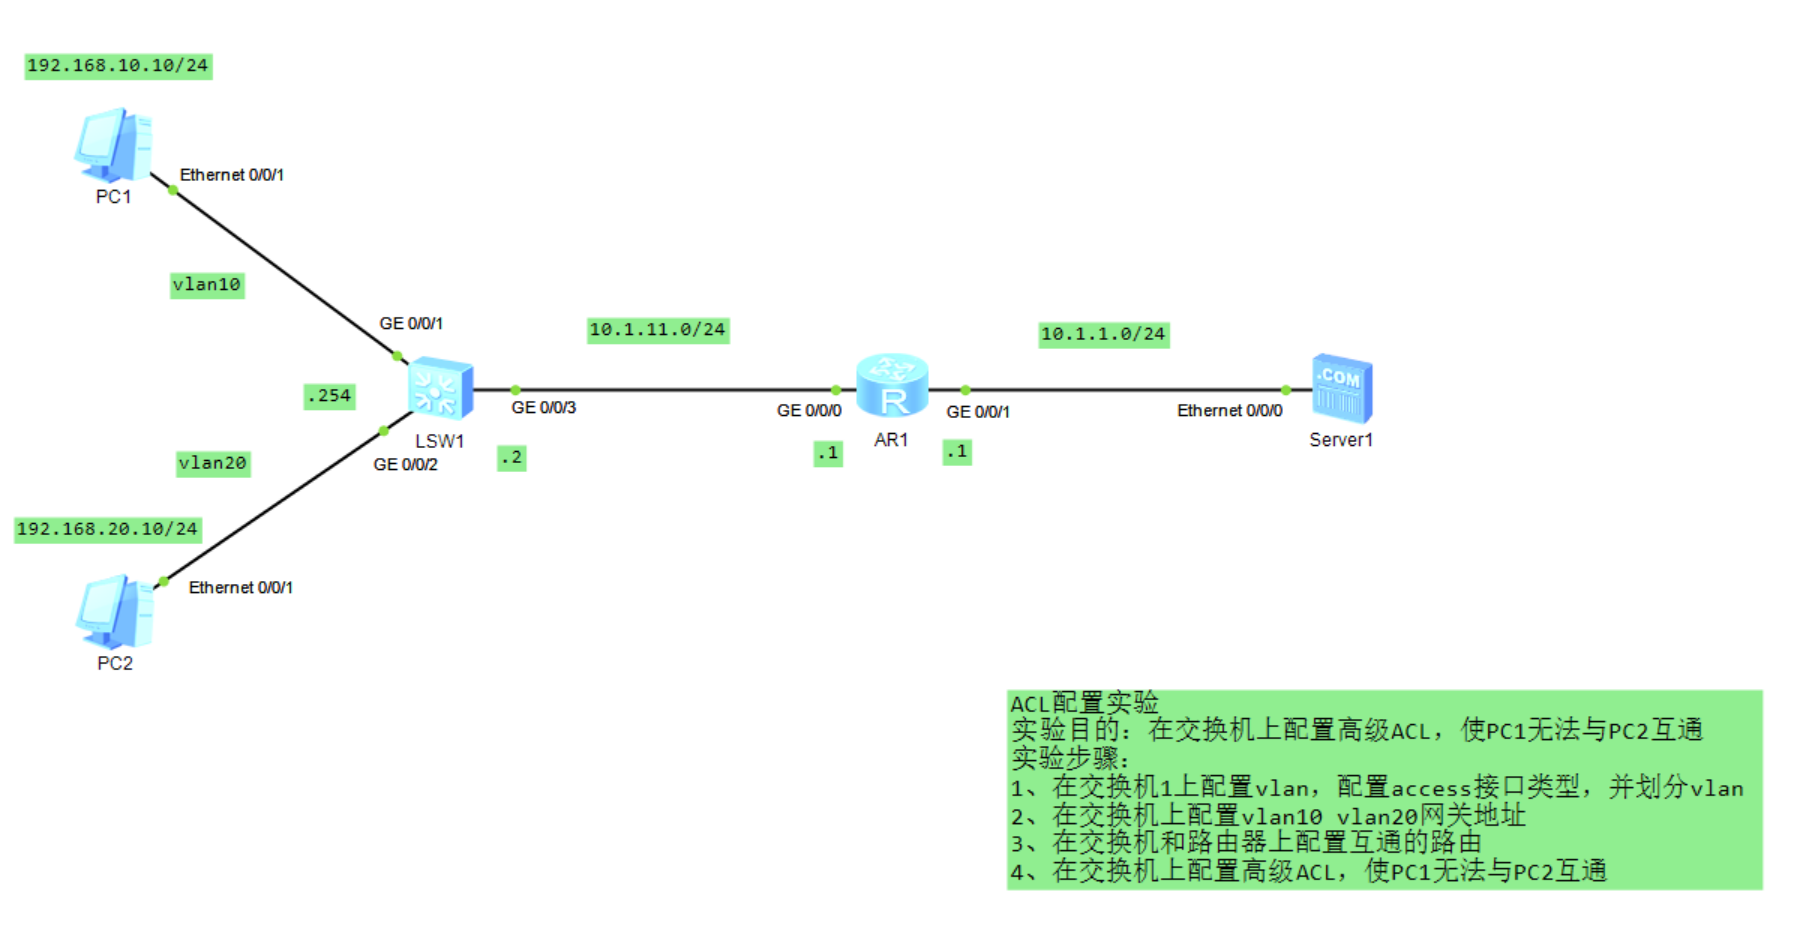 192.168.10.10/24
PC1
Ethernet 0/0/1
vlan10
GE 0/0/1
10.1.11.0/24
10.1.1.0/24
.COM
.254
R
GE 0/0/3
GE 0/0/0
GE 0/0/1
Ethernet 0/0/0
LSW1
AR1
Server1
vlan20
GE 0/0/2
.2
.1
.1
192.168.20.10/24
Ethernet 0/0/1
PC2
ACL配置实验
实验目的：在交换机上配置高级ACL，使PC1无法与PC2互通
实验步骤：
1、在交换机1上配置vlan，配置access接口类型，并划分vlan
2、在交换机上配置vlan10 vlan20网关地址
3、在交换机和路由器上配置互通的路由
4、在交换机上配置高级ACL，使PC1无法与PC2互通